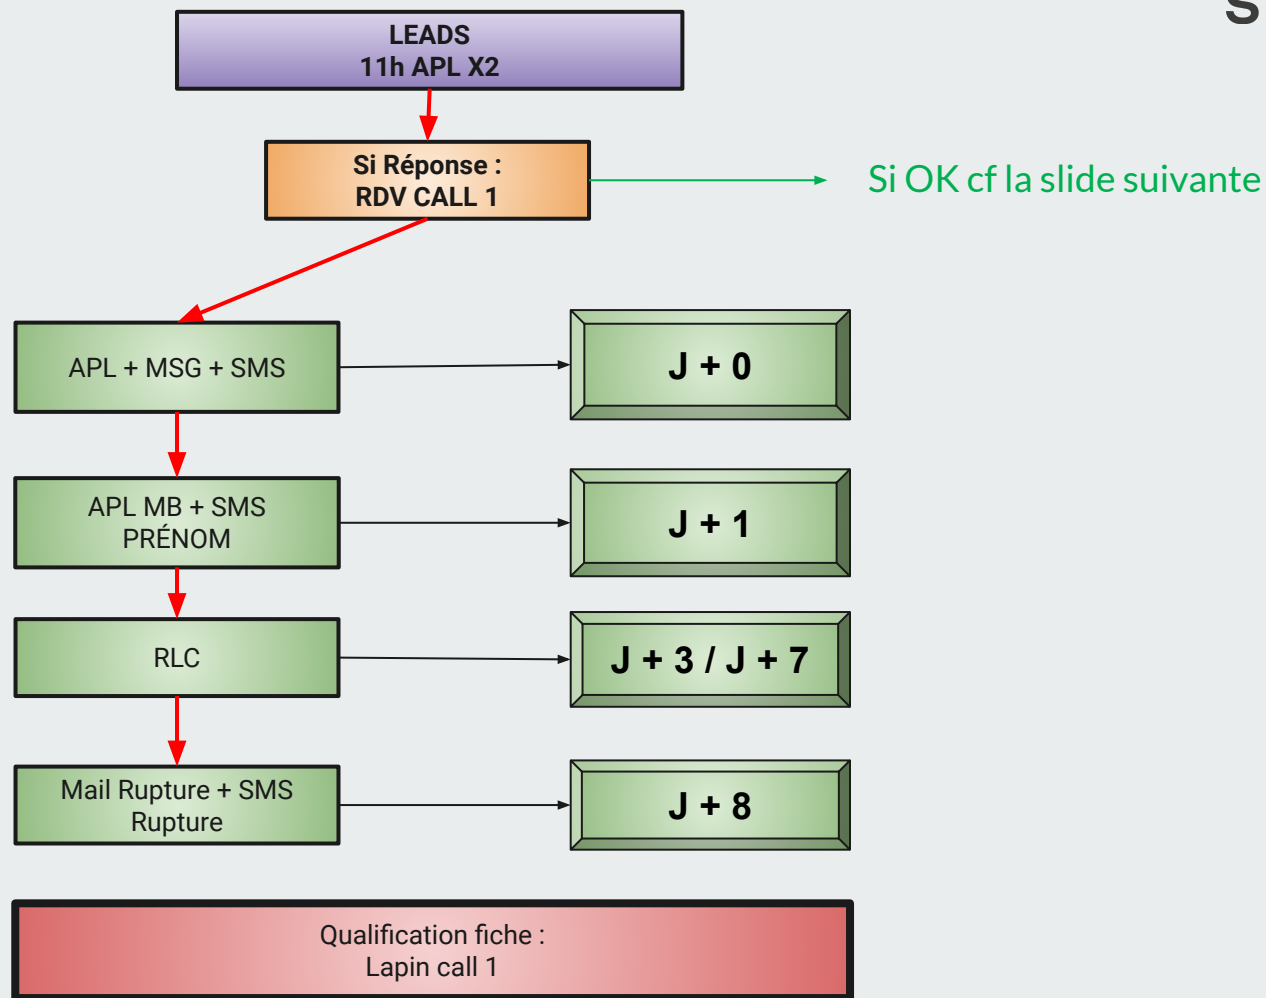 S
LEADS
11h APL X2
Si Réponse :
RDV CALL 1
Si OK cf la slide suivante
APL + MSG + SMS
J + 0
APL MB + SMS
PRÉNOM
J + 1
RLC
J + 3 / J + 7
Mail Rupture + SMS
Rupture
J + 8
Qualification fiche :
Lapin call 1